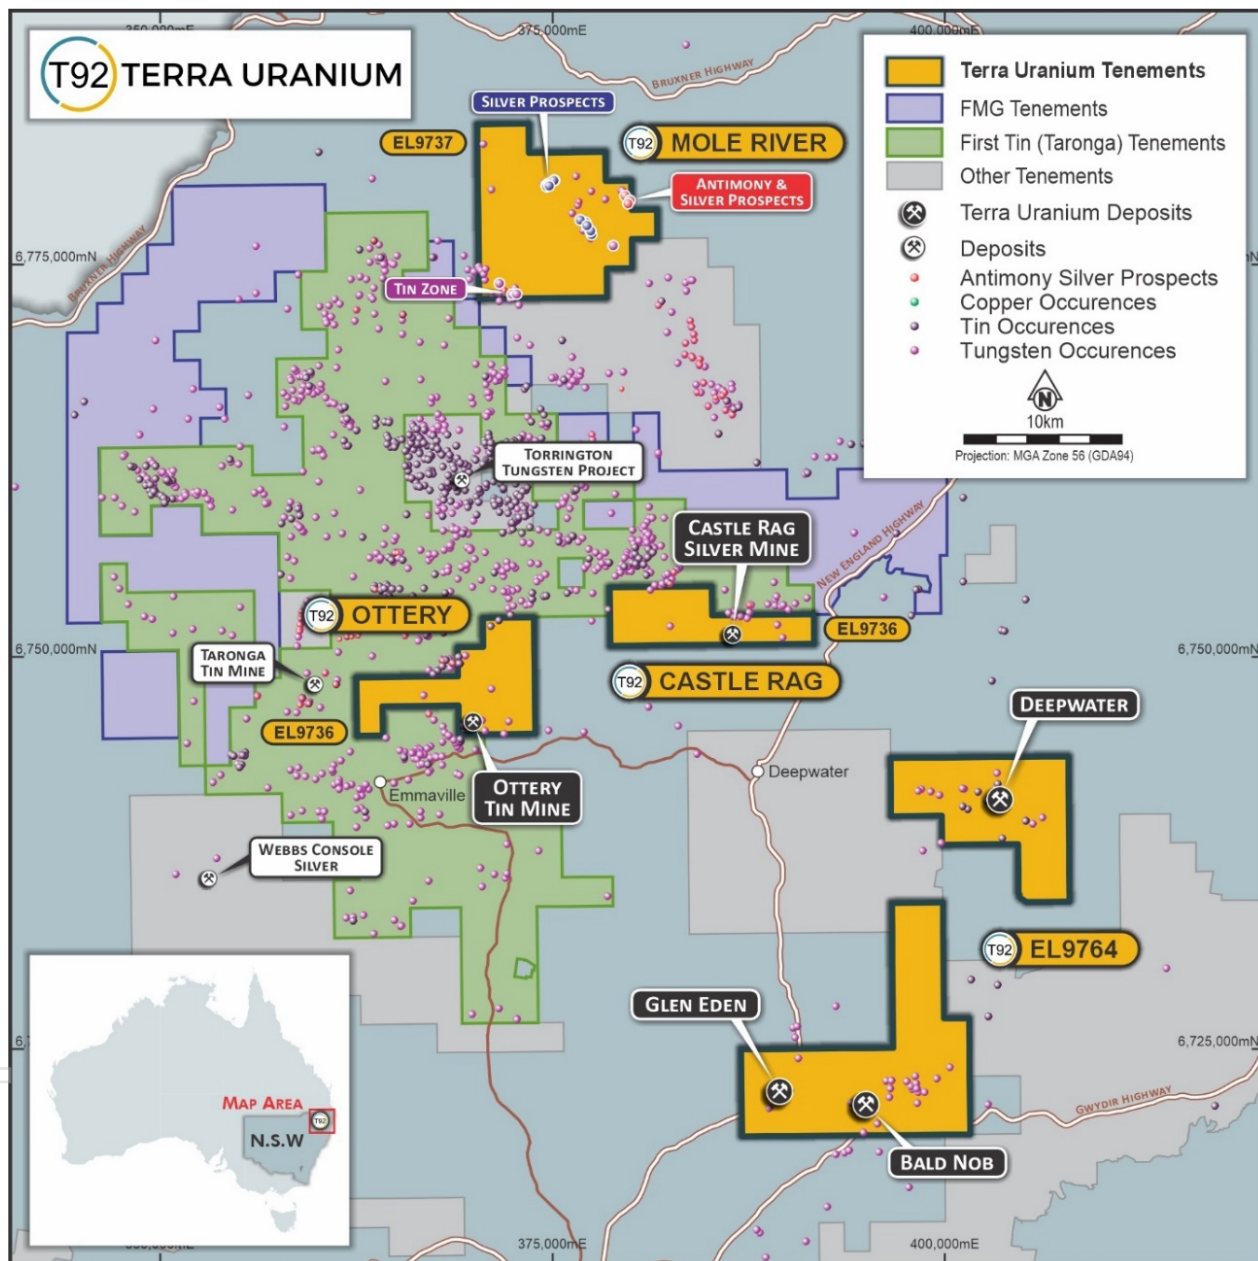 350,000mE
375,000mE
400,000mE
T92 TERRA URANIUM
BRUXNER HIGHWAY
SILVER PROSPECTS
EL9737
T92 MOLE RIVER
ANTIMONY &
SILVER PROSPECTS
Terra Uranium Tenements
FMG Tenements
First Tin (Taronga) Tenements
Other Tenements
Terra Uranium Deposits
Deposits
Antimony Silver Prospects
Copper Occurences
Tin Occurences
Tungsten Occurences
N
10km
Projection: MGA Zone 56 (GDA94)
6,775,000mN
BRUXNER HIGHWAY
TIN ZONE
TORRINGTON
TUNGSTEN PROJECT
CASTLE RAG
SILVER MINE
NEW ENGLAND HIGHWAY
T92 OTTERY
EL9736
6,750,000mN
6,750,000mN
TARONGA
TIN MINE
T92 CASTLE RAG
EL9736
DEEPWATER
OTTERY
TIN MINE
Deepwater
Emmaville
WEBBS CONSOLE
SILVER
T92 EL9764
GLEN EDEN
6,725,000mN
GWYDIR HIGHWAY
BALD NOB
MAP AREA
T92
N.S.W
375,000mE
400,000mE